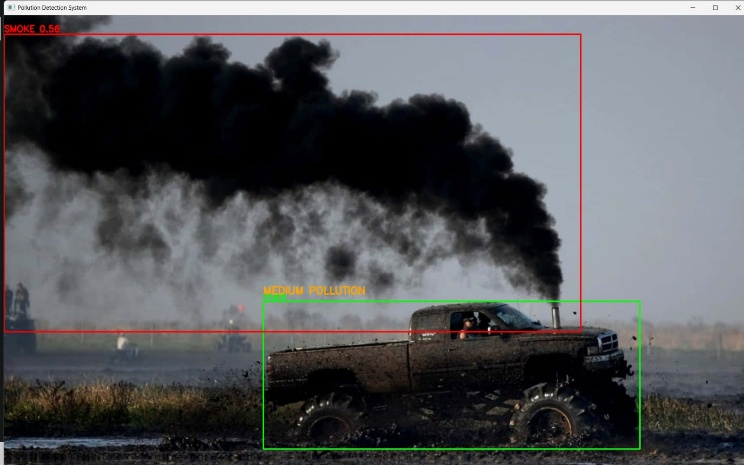 Pollution Detection System
SMOKE 0.56
MEDIUM POLLUTION